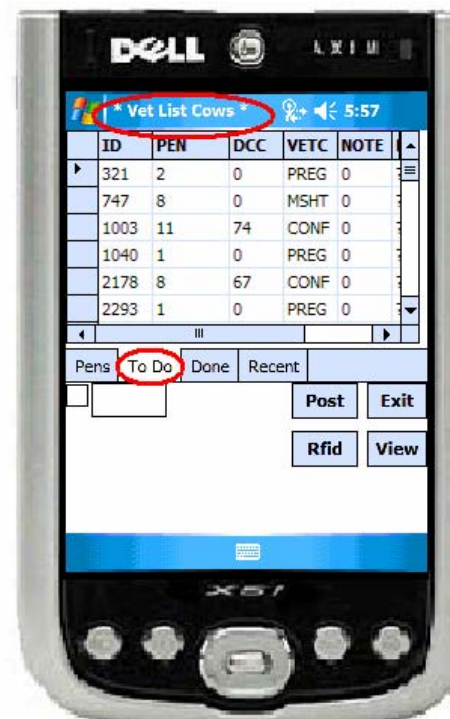 DELL AXIM
* Vet List Cows * 5:57
ID PEN DCC VETC NOTE
321 2 0 PREG 0 ?
747 8 0 MSHT 0 ?
1003 11 74 CONF 0 ?
1040 1 0 PREG 0 ?
2178 8 67 CONF 0 ?
2293 1 0 PREG 0
Pens To Do Done Recent
Post Exit
Rfid View
X51